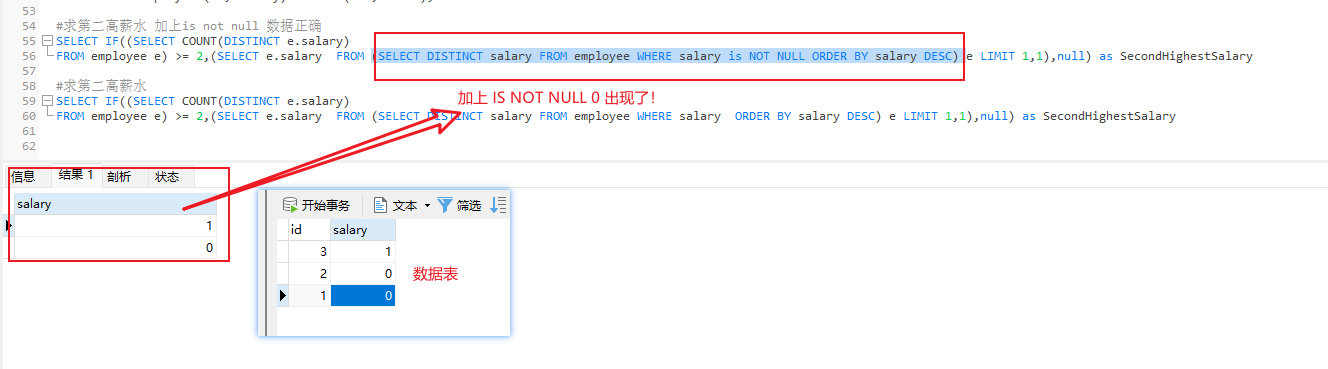 53
54 #求第二高薪水 加上is not null 数据正确
55 SELECT IF((SELECT COUNT(DISTINCT e.salary)
56 FROM employee e) >= 2,(SELECT e.salary  FROM (SELECT DISTINCT salary FROM employee WHERE salary is NOT NULL ORDER BY salary DESC) e LIMIT 1,1),null) as SecondHighestSalary
57
58 #求第二高薪水
加上 IS NOT NULL 0 出现了!
59 SELECT IF((SELECT COUNT(DISTINCT e.salary)
60 FROM employee e) >= 2,(SELECT e.salary  FROM (SELECT DISTINCT salary FROM employee WHERE salary  ORDER BY salary DESC) e LIMIT 1,1),null) as SecondHighestSalary
61
62
信息 结果 1 剖析 状态
salary
1
0
开始事务 文本 筛选
id salary
3 1
2 0
1 0
数据表